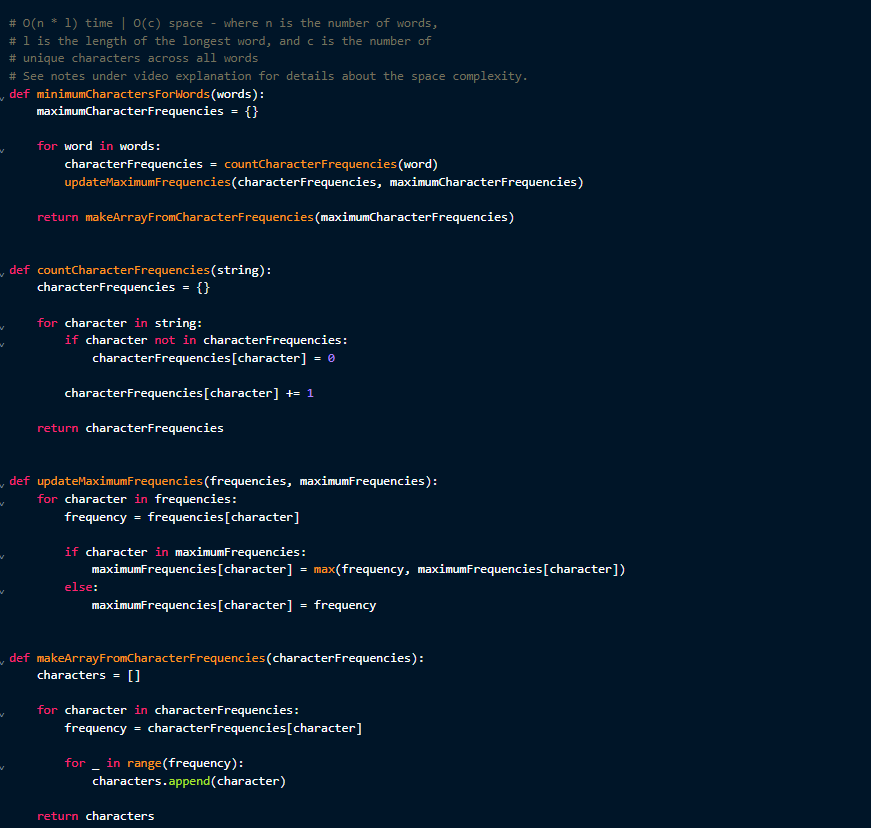 # O(n * l) time | O(c) space - where n is the number of words,
# l is the length of the longest word, and c is the number of
# unique characters across all words
# See notes under video explanation for details about the space complexity.
def minimumCharactersForWords(words):
    maximumCharacterFrequencies = {}

    for word in words:
        characterFrequencies = countCharacterFrequencies(word)
        updateMaximumFrequencies(characterFrequencies, maximumCharacterFrequencies)

    return makeArrayFromCharacterFrequencies(maximumCharacterFrequencies)


def countCharacterFrequencies(string):
    characterFrequencies = {}

    for character in string:
        if character not in characterFrequencies:
            characterFrequencies[character] = 0

        characterFrequencies[character] += 1

    return characterFrequencies


def updateMaximumFrequencies(frequencies, maximumFrequencies):
    for character in frequencies:
        frequency = frequencies[character]

        if character in maximumFrequencies:
            maximumFrequencies[character] = max(frequency, maximumFrequencies[character])
        else:
            maximumFrequencies[character] = frequency


def makeArrayFromCharacterFrequencies(characterFrequencies):
    characters = []

    for character in characterFrequencies:
        frequency = characterFrequencies[character]

        for _ in range(frequency):
            characters.append(character)

    return characters